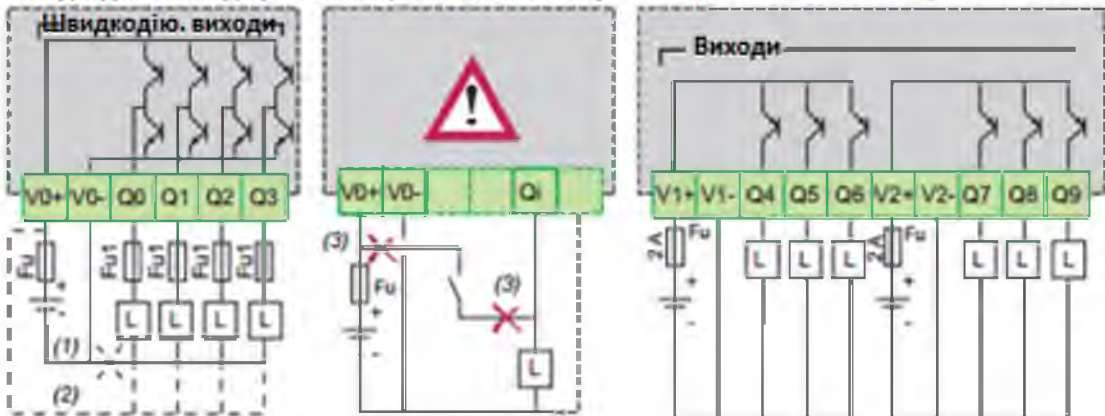 Швидкодію. виходи
V0+ V0- Q0 Q1 Q2 Q3
Fu Fu1 Fu1 Fu1 Fu1
+
L L L L
(1)
(2)
!
V0+ V0- Qi
(3)
Fu (3)
+
-
L
Виходи
V1+ V1- Q4 Q5 Q6 V2+ V2- Q7 Q8 Q9
2A Fu L L L 2A Fu L L L
+ +
- -